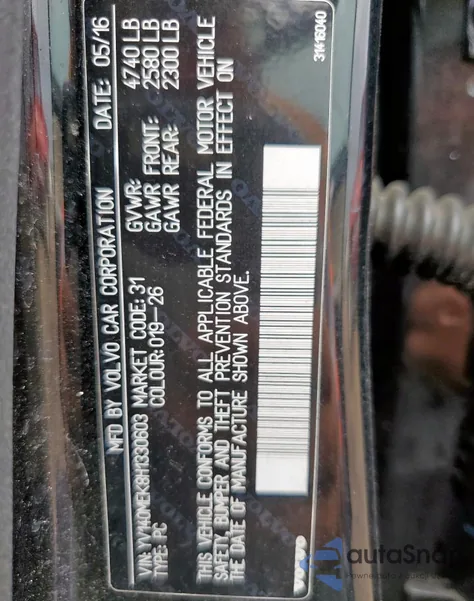 MFD BY VOLVO CAR CORPORATION DATE: 05/16
VIN: YV140NEK8H1330603 MARKET CODE: 31 GVWR: 4740 LB
TYPE: PC COLOUR: 019-26 GAWR FRONT: 2580 LB
GAWR REAR: 2300 LB
THIS VEHICLE CONFORMS TO ALL APPLICABLE FEDERAL MOTOR VEHICLE
SAFETY, BUMPER AND THEFT PREVENTION STANDARDS IN EFFECT ON
THE DATE OF MANUFACTURE SHOWN ABOVE.
31416040